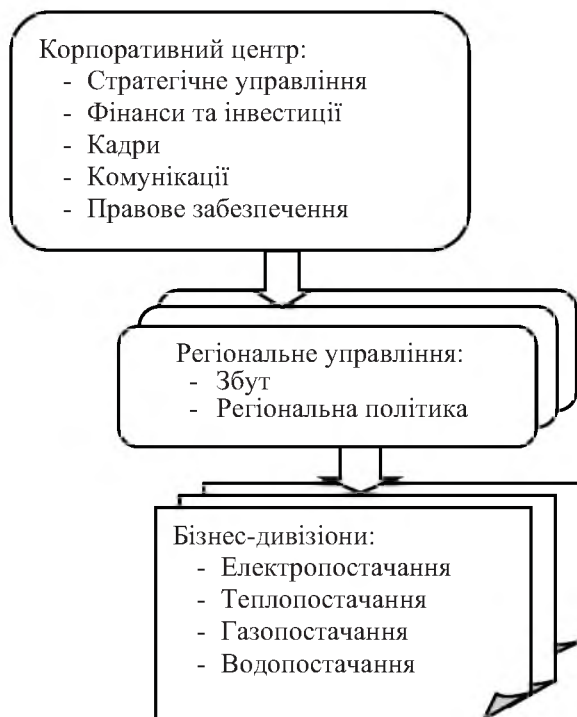 Корпоративний центр:
- Стратегічне управління
- Фінанси та інвестиції
- Кадри
- Комунікації
- Правове забезпечення
Регіональне управління:
- Збут
- Регіональна політика
Бізнес-дивізіони:
- Електропостачання
- Теплопостачання
- Газопостачання
- Водопостачання